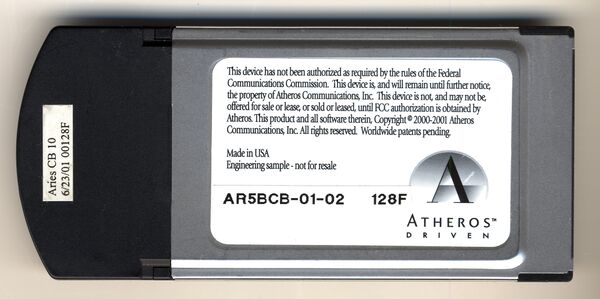 Aries CB 10
6/23/01 00128F
This device has not been authorized as required by the rules of the Federal
Communications Commission. This device is, and will remain until further notice,
the property of Atheros Communications, Inc. This device is not, and may not be,
offered for sale or lease, or sold or leased, until FCC authorization is obtained by
Atheros. This product and all software therein, Copyright © 2000-2001 Atheros
Communications, Inc. All rights reserved. Worldwide patents pending.
Made in USA
Engineering sample - not for resale
AR5BCB-01-02 128F
A
ATHEROS™
DRIVEN